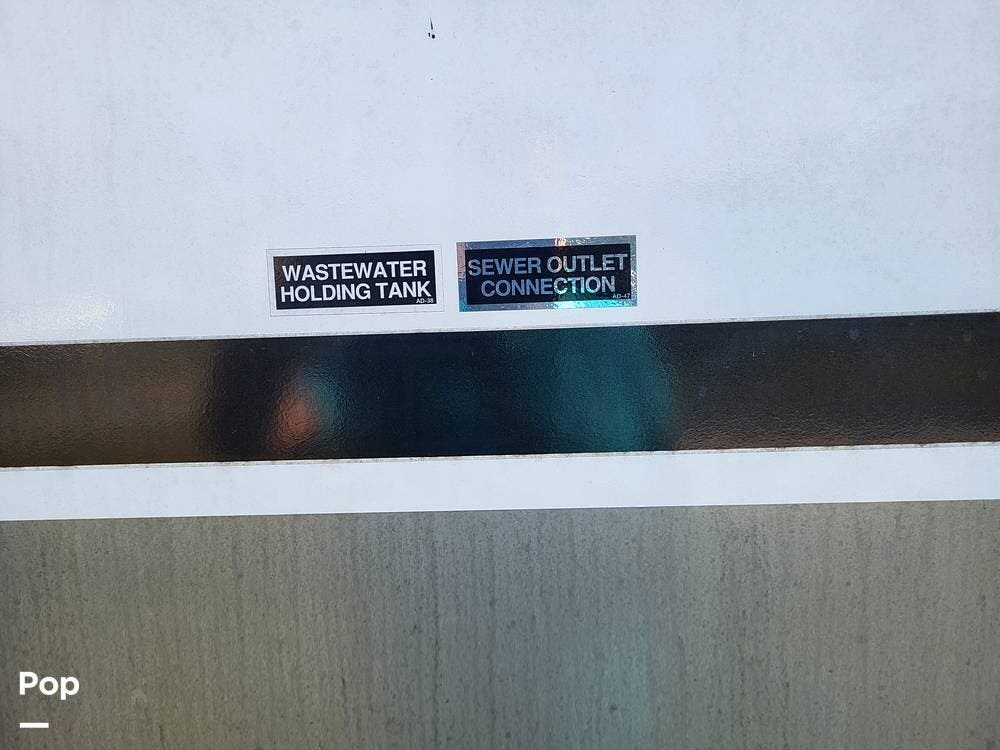 WASTEWATER
HOLDING TANK
AD-38
SEWER OUTLET
CONNECTION
AD-47
Pop